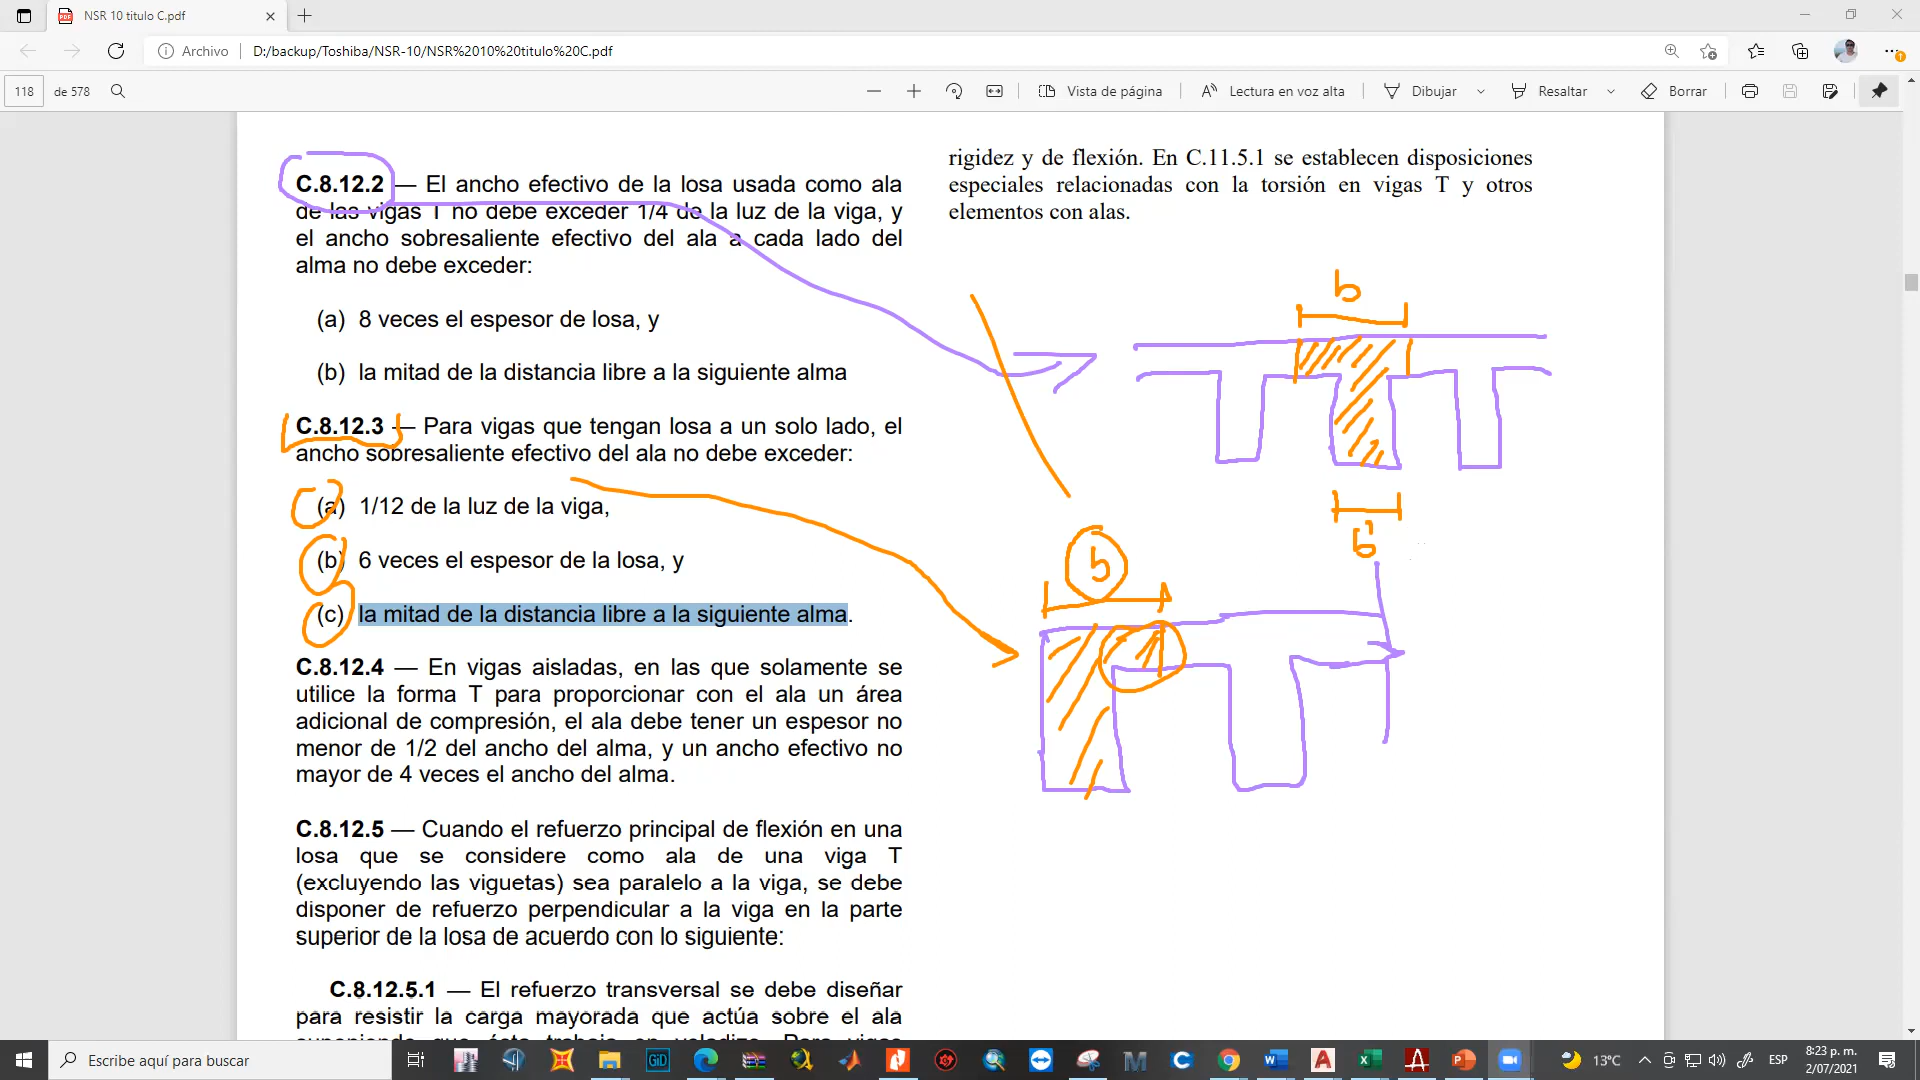 NSR 10 titulo C.pdf
Archivo
D:/backup/Toshiba/NSR-10/NSR%2010%20titulo%20C.pdf
118
de 578
Vista de página
Lectura en voz alta
Dibujar
Resaltar
Borrar
C.8.12.2 — El ancho efectivo de la losa usada como ala
de las vigas T no debe exceder 1/4 de la luz de la viga, y
el ancho sobresaliente efectivo del ala a cada lado del
alma no debe exceder:
(a) 8 veces el espesor de losa, y
(b) la mitad de la distancia libre a la siguiente alma
C.8.12.3 — Para vigas que tengan losa a un solo lado, el
ancho sobresaliente efectivo del ala no debe exceder:
(a) 1/12 de la luz de la viga,
(b) 6 veces el espesor de la losa, y
(c) la mitad de la distancia libre a la siguiente alma.
C.8.12.4 — En vigas aisladas, en las que solamente se
utilice la forma T para proporcionar con el ala un área
adicional de compresión, el ala debe tener un espesor no
menor de 1/2 del ancho del alma, y un ancho efectivo no
mayor de 4 veces el ancho del alma.
C.8.12.5 — Cuando el refuerzo principal de flexión en una
losa que se considere como ala de una viga T
(excluyendo las viguetas) sea paralelo a la viga, se debe
disponer de refuerzo perpendicular a la viga en la parte
superior de la losa de acuerdo con lo siguiente:
C.8.12.5.1 — El refuerzo transversal se debe diseñar
para resistir la carga mayorada que actúa sobre el ala
rigidez y de flexión. En C.11.5.1 se establecen disposiciones
especiales relacionadas con la torsión en vigas T y otros
elementos con alas.
b
b'
b
Escribe aquí para buscar
GiD
13°C
ESP
8:23 p. m.
2/07/2021